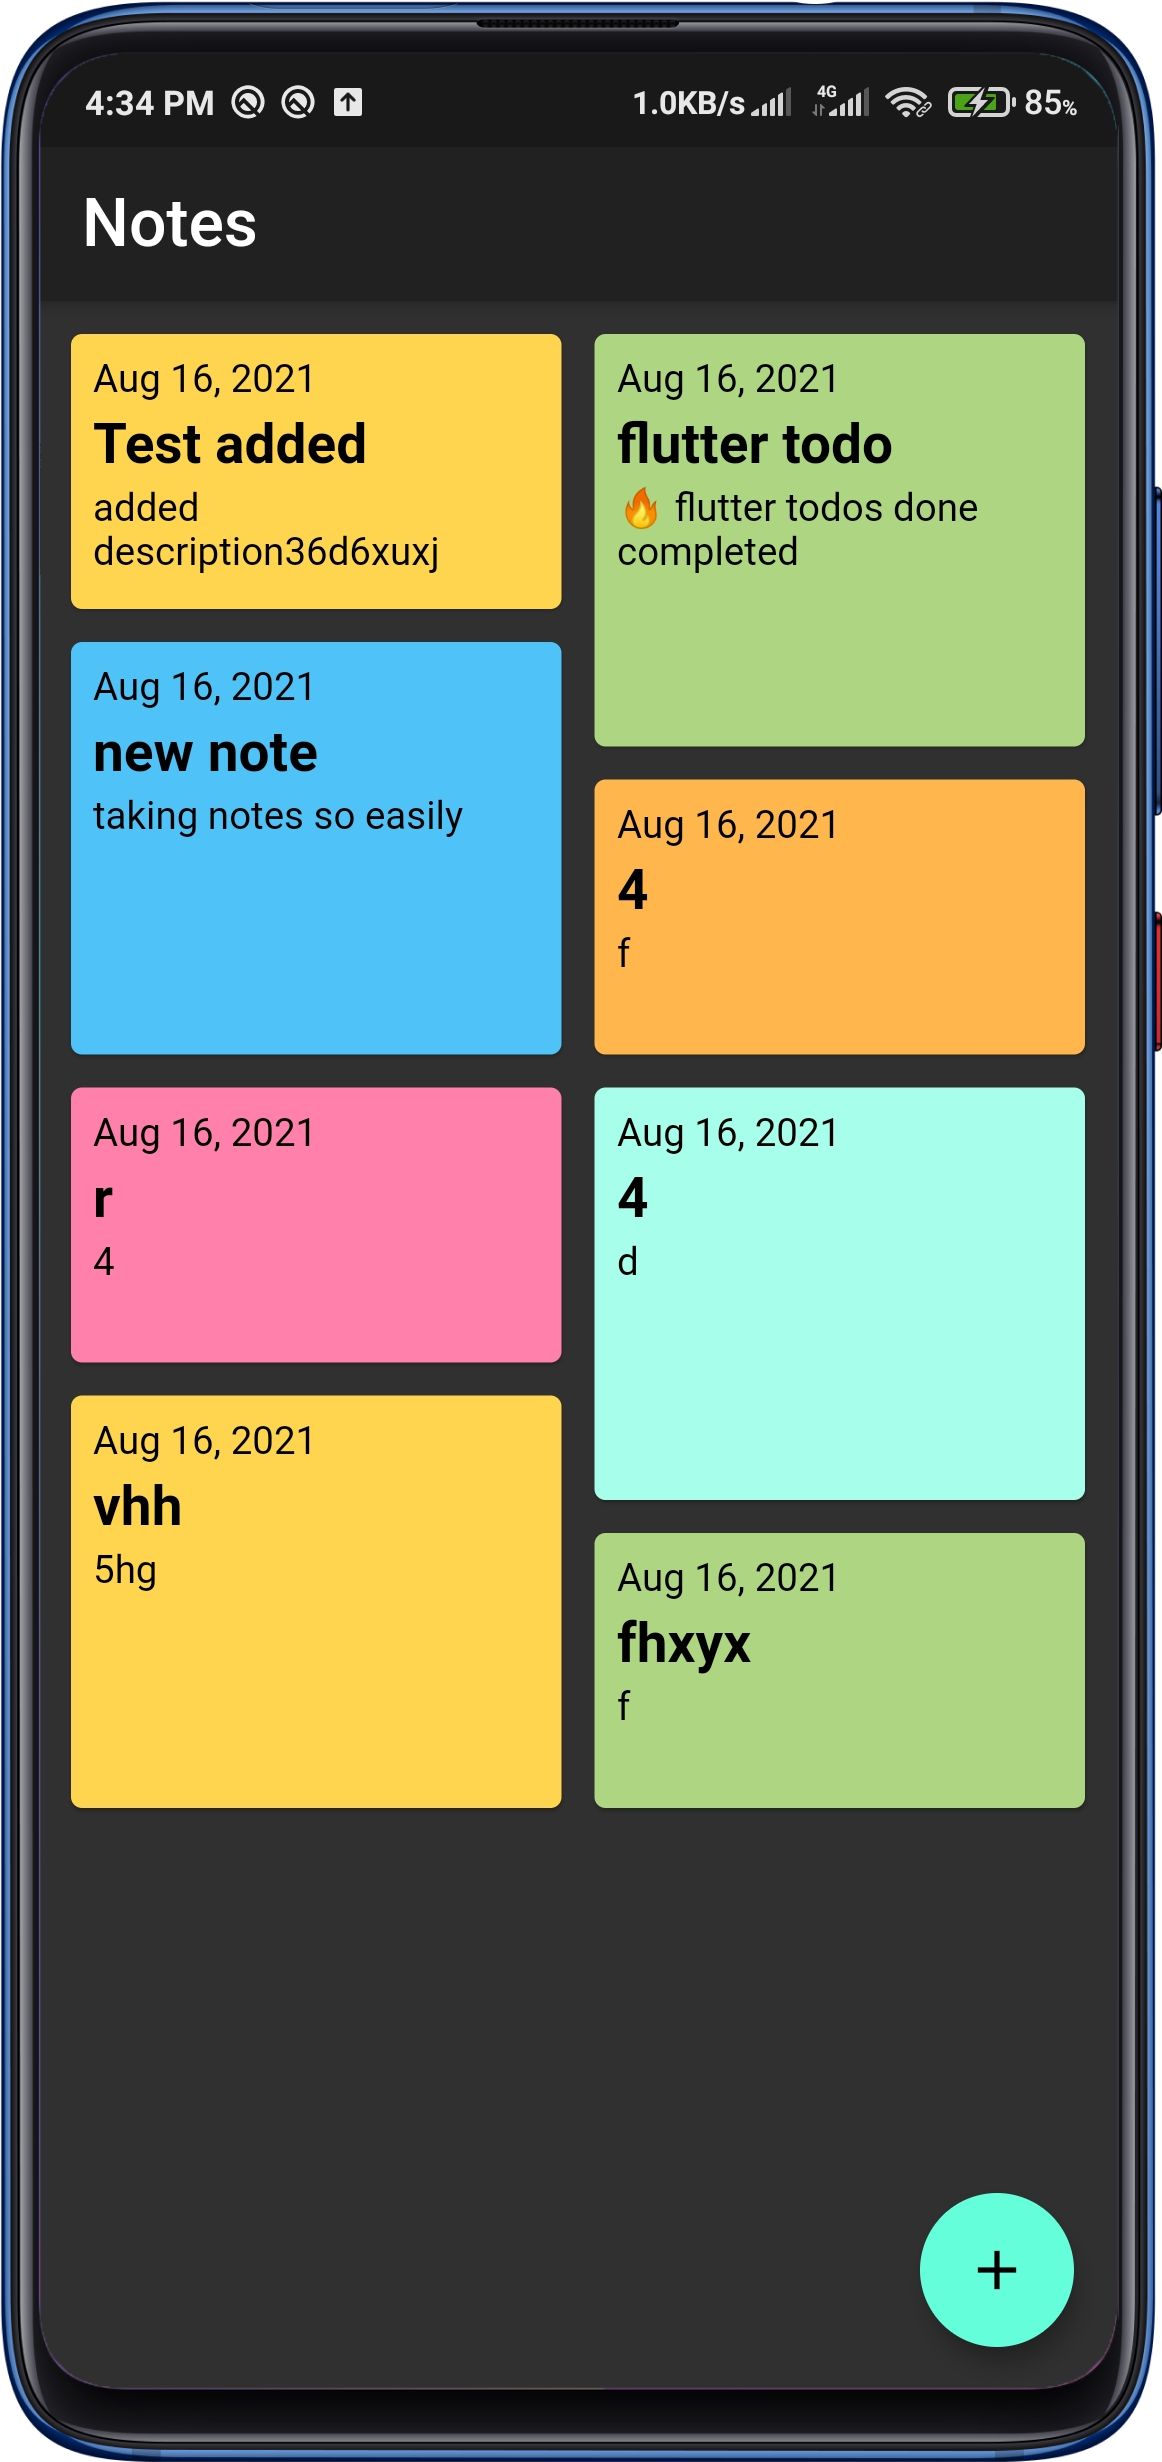 4:34 PM 1.0KB/s 4G 85%
Notes
Aug 16, 2021
Test added
added
description36d6xuxj
Aug 16, 2021
flutter todo
🔥 flutter todos done
completed
Aug 16, 2021
new note
taking notes so easily
Aug 16, 2021
4
f
Aug 16, 2021
r
4
Aug 16, 2021
4
d
Aug 16, 2021
vhh
5hg
Aug 16, 2021
fhxyx
f